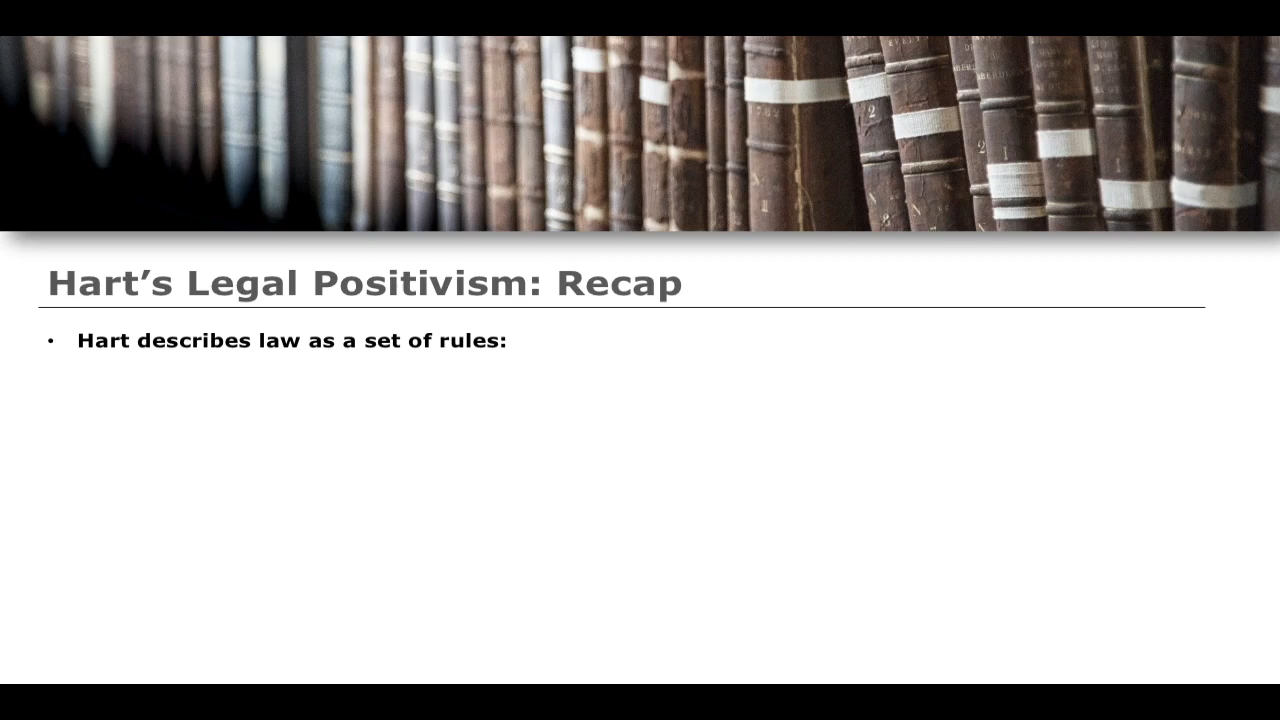 Hart’s Legal Positivism: Recap
• Hart describes law as a set of rules: